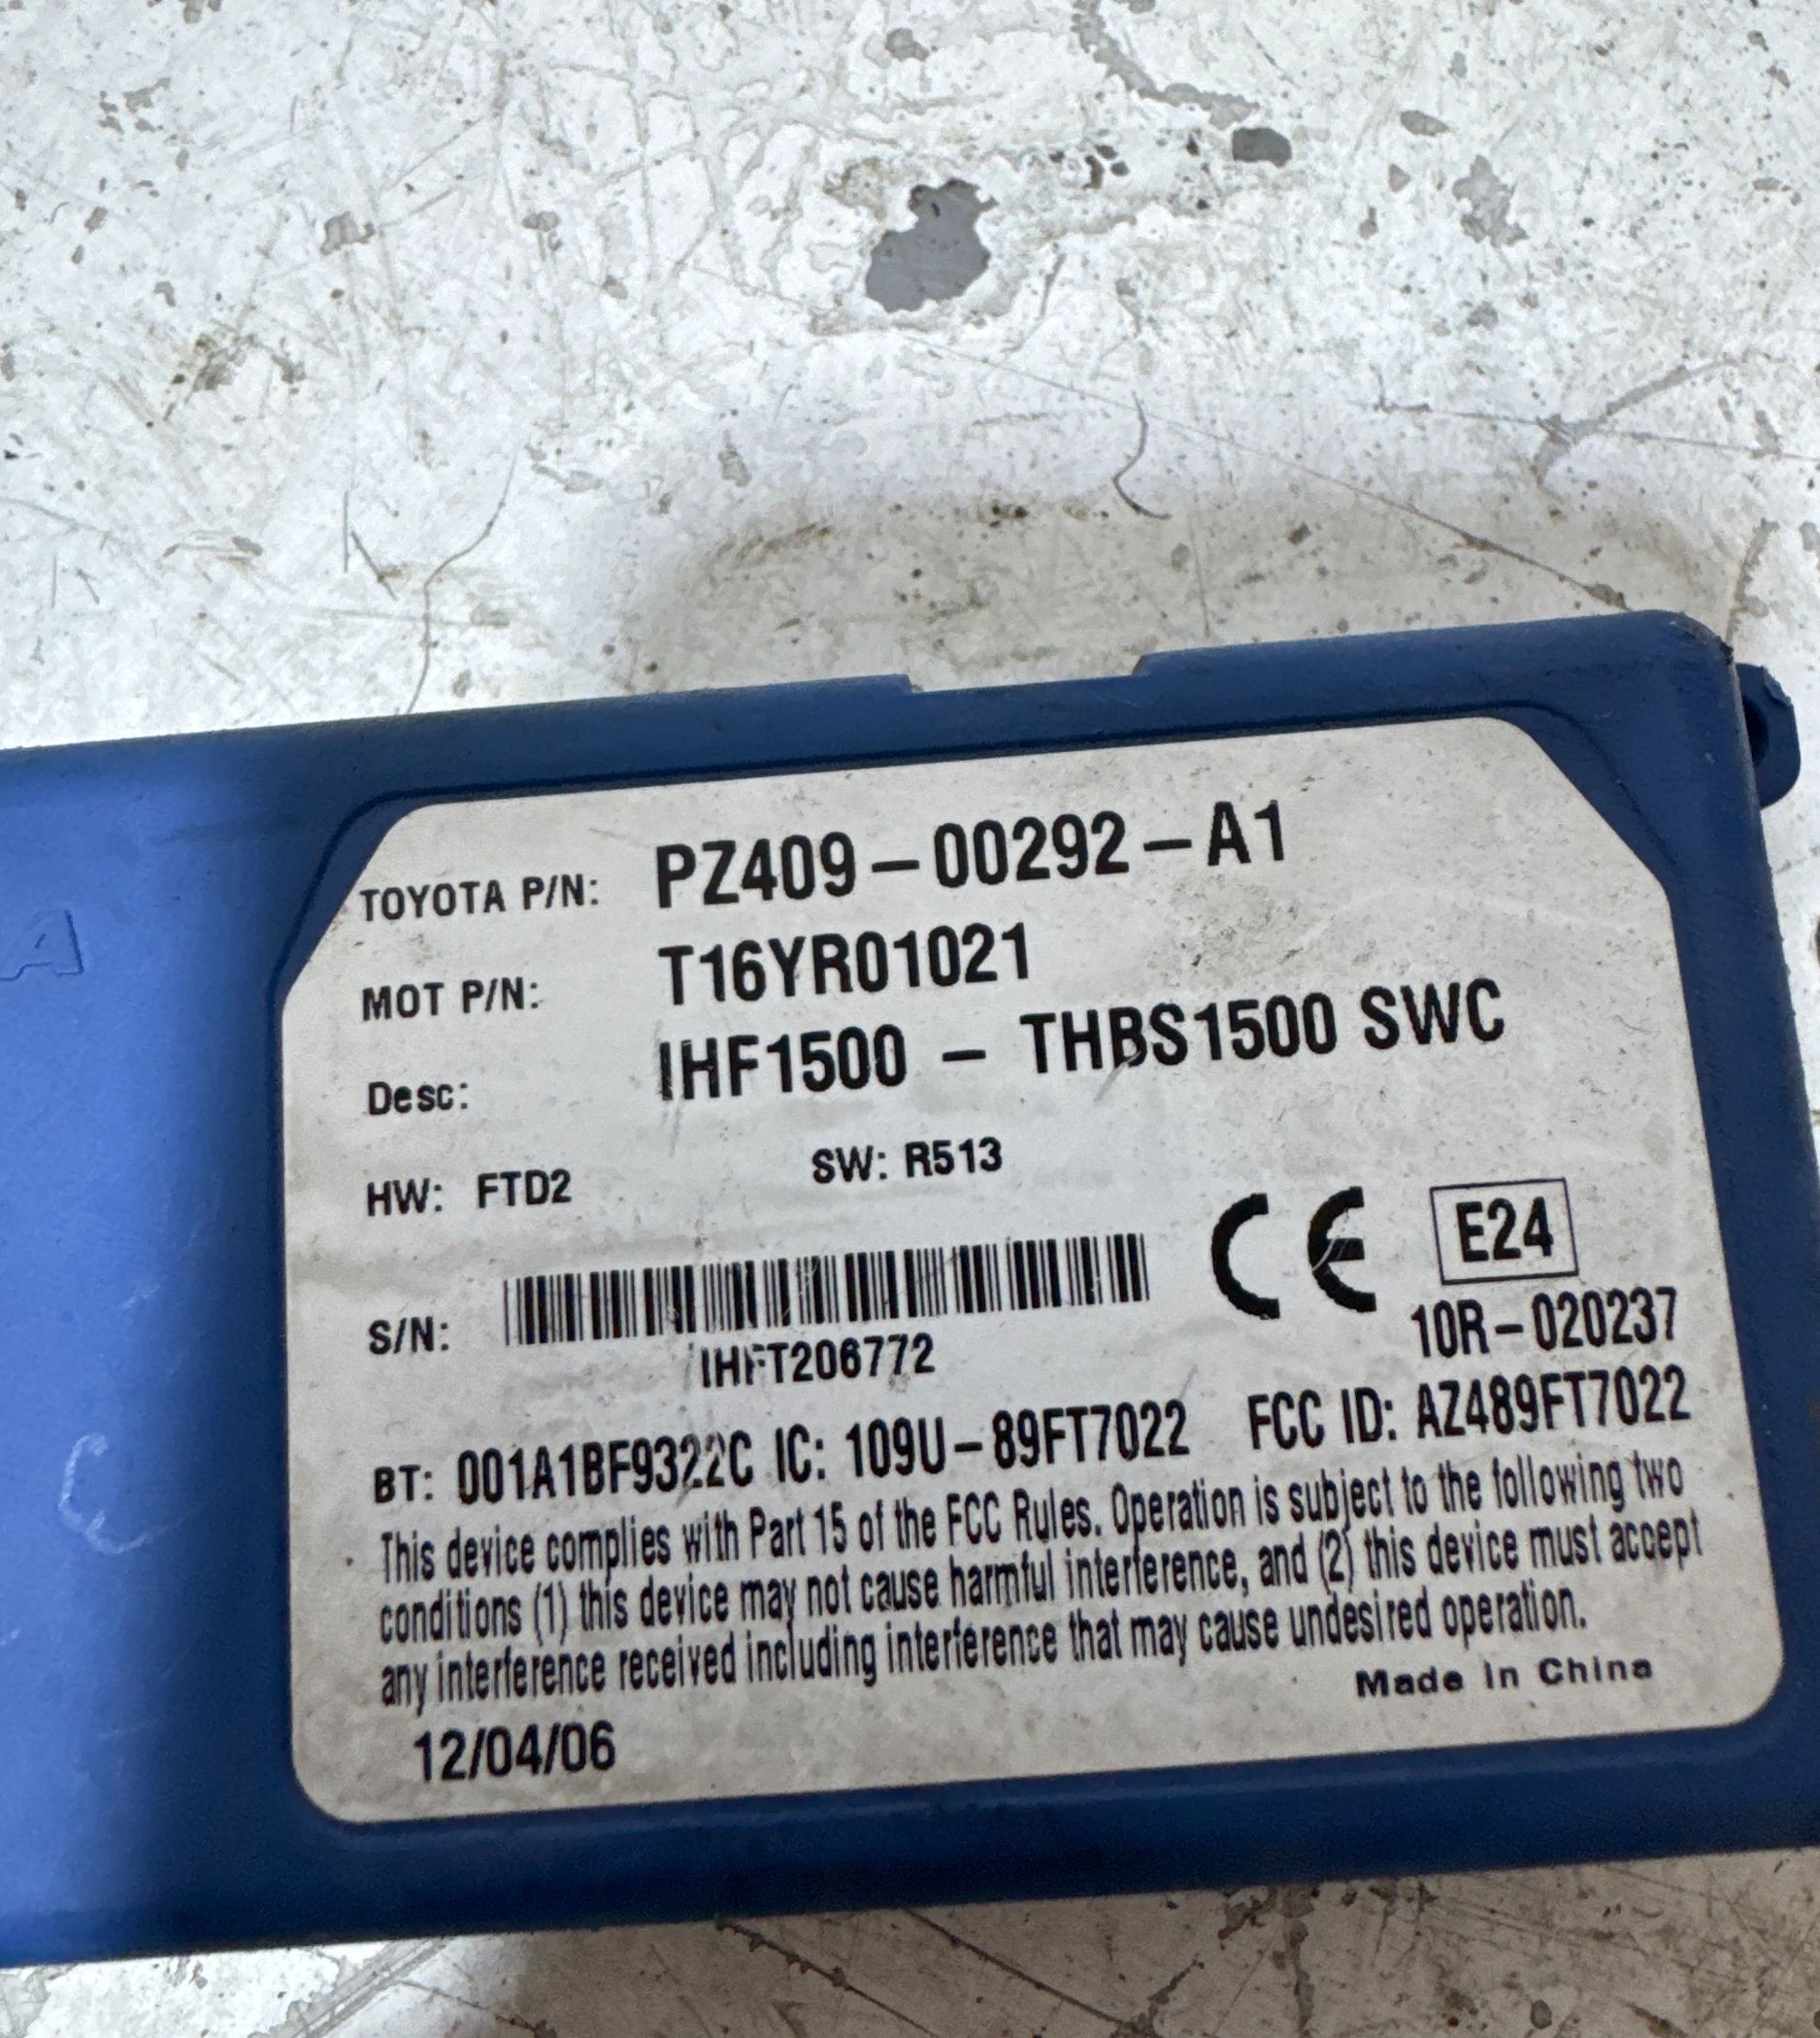 TOYOTA P/N: PZ409-00292-A1
MOT P/N: T16YR01021
Desc: IHF1500 - THBS1500 SWC
HW: FTD2 SW: R513
CE E24
S/N: IHFT206772 10R-020237
BT: 001A1BF9322C IC: 109U-89FT7022 FCC ID: AZ489FT7022
This device complies with Part 15 of the FCC Rules. Operation is subject to the following two
conditions (1) this device may not cause harmful interference, and (2) this device must accept
any interference received including interference that may cause undesired operation.
Made in China
12/04/06